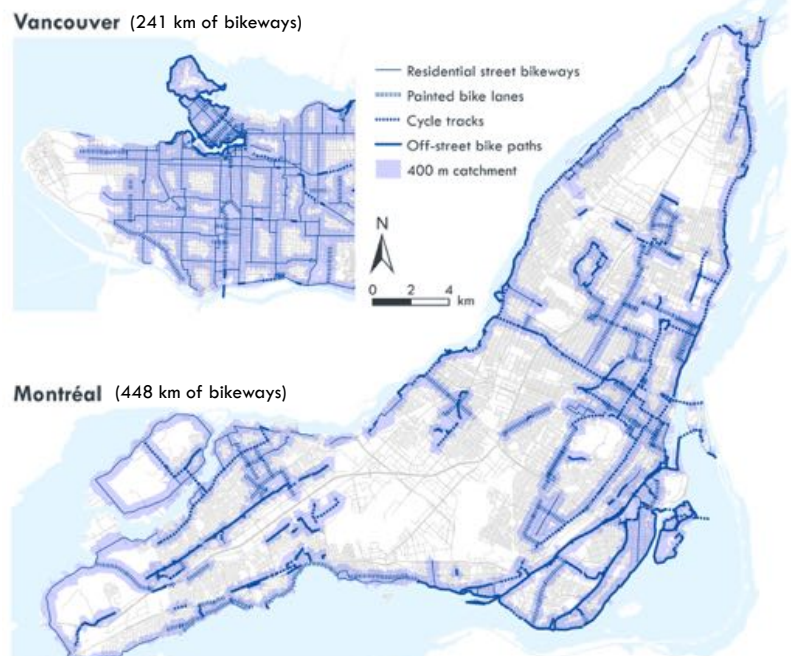 Vancouver (241 km of bikeways)
Residential street bikeways
Painted bike lanes
Cycle tracks
Off-street bike paths
400 m catchment
N
0 2 4
km
Montréal (448 km of bikeways)